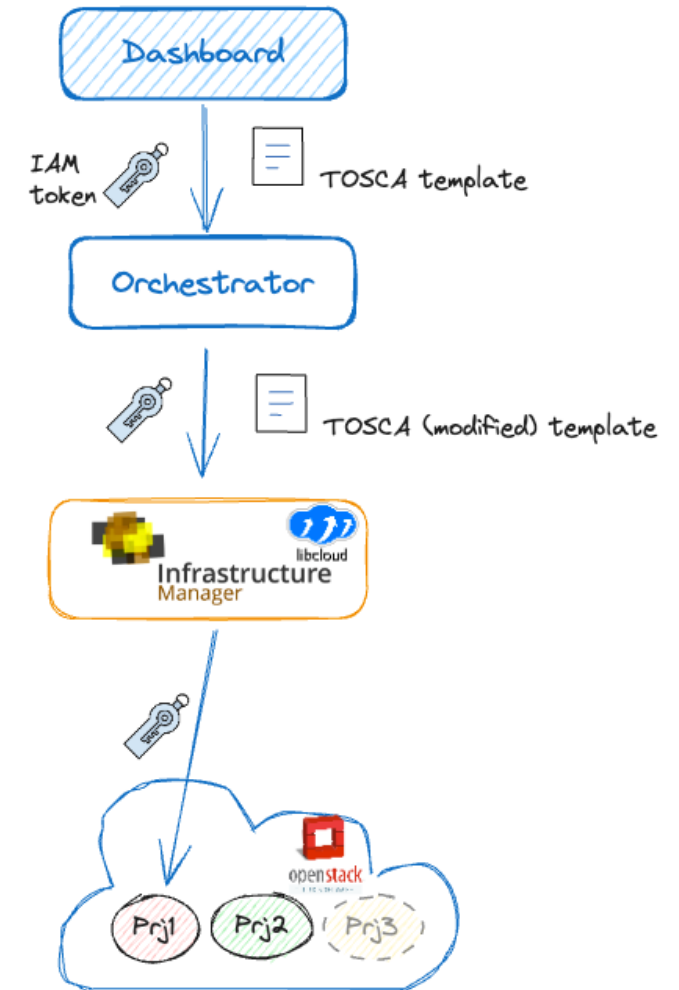 Dashboard
IAM
token
TOSCA template
Orchestrator
TOSCA (modified) template
libcloud
Infrastructure
Manager
openstack
Prj1
Prj2
Prj3